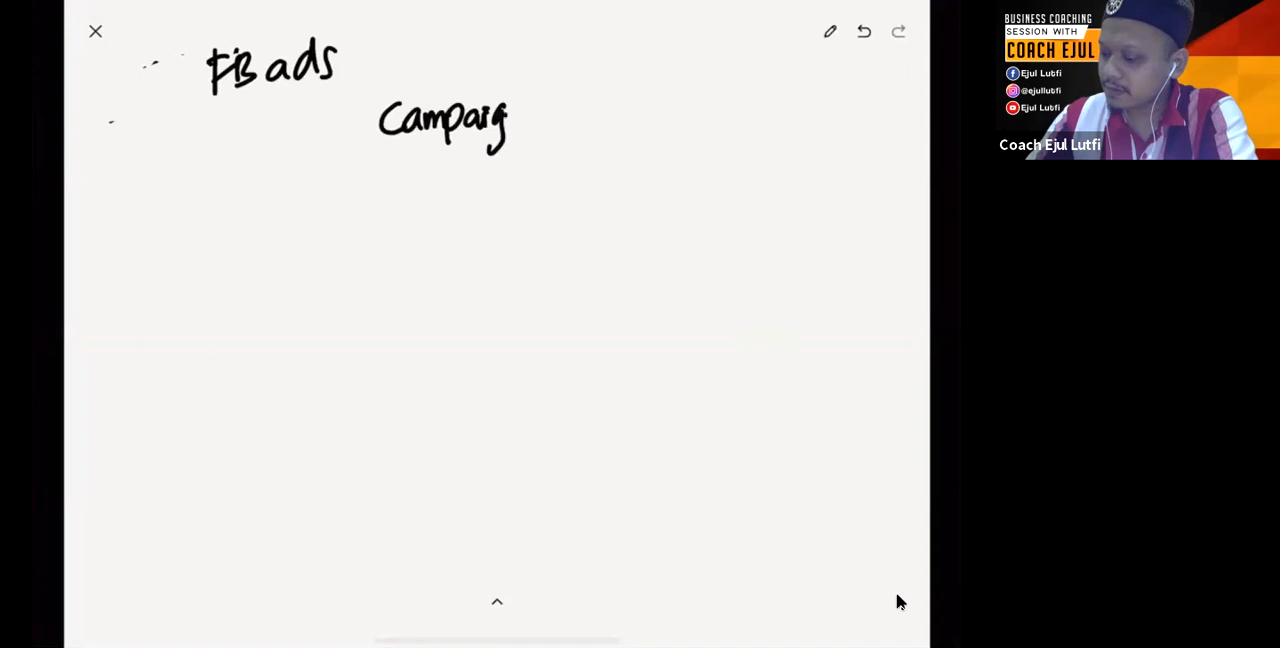 FB ads
Campaig
BUSINESS COACHING
SESSION WITH
COACH EJUL
Ejul Lutfi
@ejullutfi
Ejul Lutfi
Coach Ejul Lutfi